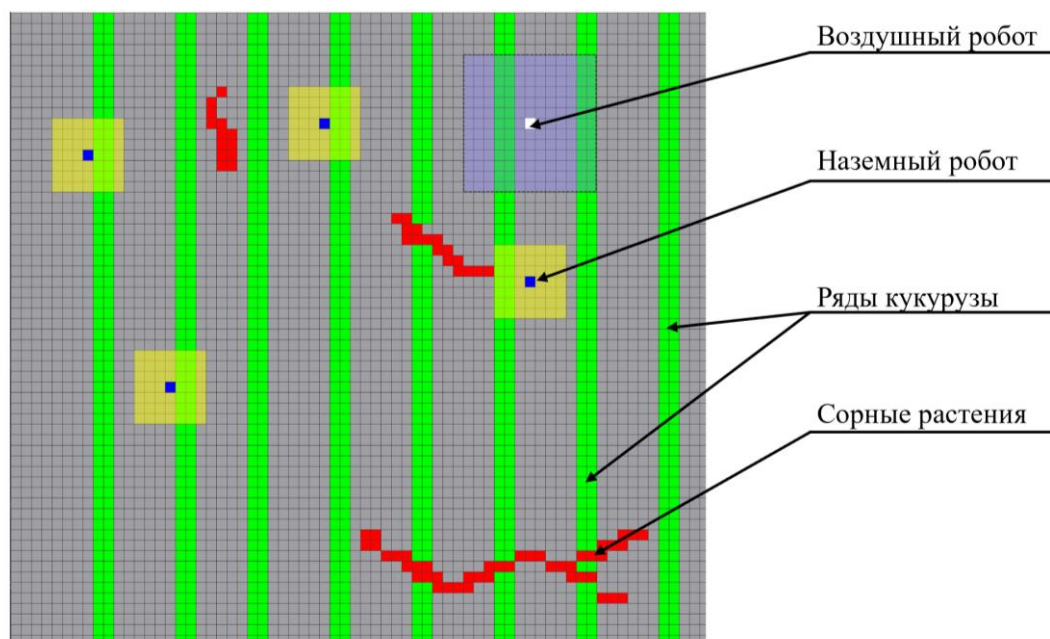 Воздушный робот
Наземный робот
Ряды кукурузы
Сорные растения